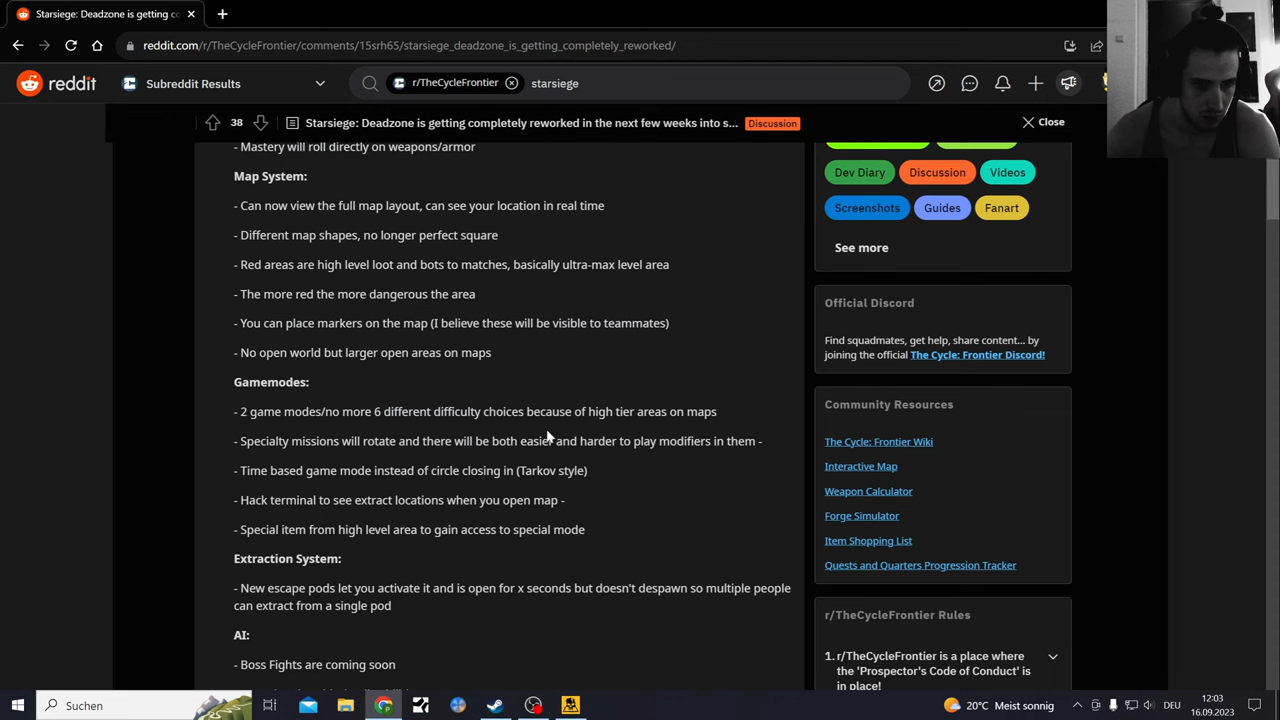 Starsiege: Deadzone is getting co
reddit.com/r/TheCycleFrontier/comments/15srh65/starsiege_deadzone_is_getting_completely_reworked/
reddit
Subreddit Results
r/TheCycleFrontier
starsiege
38
Starsiege: Deadzone is getting completely reworked in the next few weeks into s...
Discussion
Close
- Mastery will roll directly on weapons/armor
Map System:
- Can now view the full map layout, can see your location in real time
- Different map shapes, no longer perfect square
- Red areas are high level loot and bots to matches, basically ultra-max level area
- The more red the more dangerous the area
- You can place markers on the map (I believe these will be visible to teammates)
- No open world but larger open areas on maps
Gamemodes:
- 2 game modes/no more 6 different difficulty choices because of high tier areas on maps
- Specialty missions will rotate and there will be both easier and harder to play modifiers in them -
- Time based game mode instead of circle closing in (Tarkov style)
- Hack terminal to see extract locations when you open map -
- Special item from high level area to gain access to special mode
Extraction System:
- New escape pods let you activate it and is open for x seconds but doesn't despawn so multiple people
can extract from a single pod
AI:
- Boss Fights are coming soon
Dev Diary
Discussion
Videos
Screenshots
Guides
Fanart
See more
Official Discord
Find squadmates, get help, share content... by
joining the official The Cycle: Frontier Discord!
Community Resources
The Cycle: Frontier Wiki
Interactive Map
Weapon Calculator
Forge Simulator
Item Shopping List
Quests and Quarters Progression Tracker
r/TheCycleFrontier Rules
1. r/TheCycleFrontier is a place where
the 'Prospector's Code of Conduct' is
in place!
Suchen
20°C Meist sonnig
DEU
12:03
16.09.2023